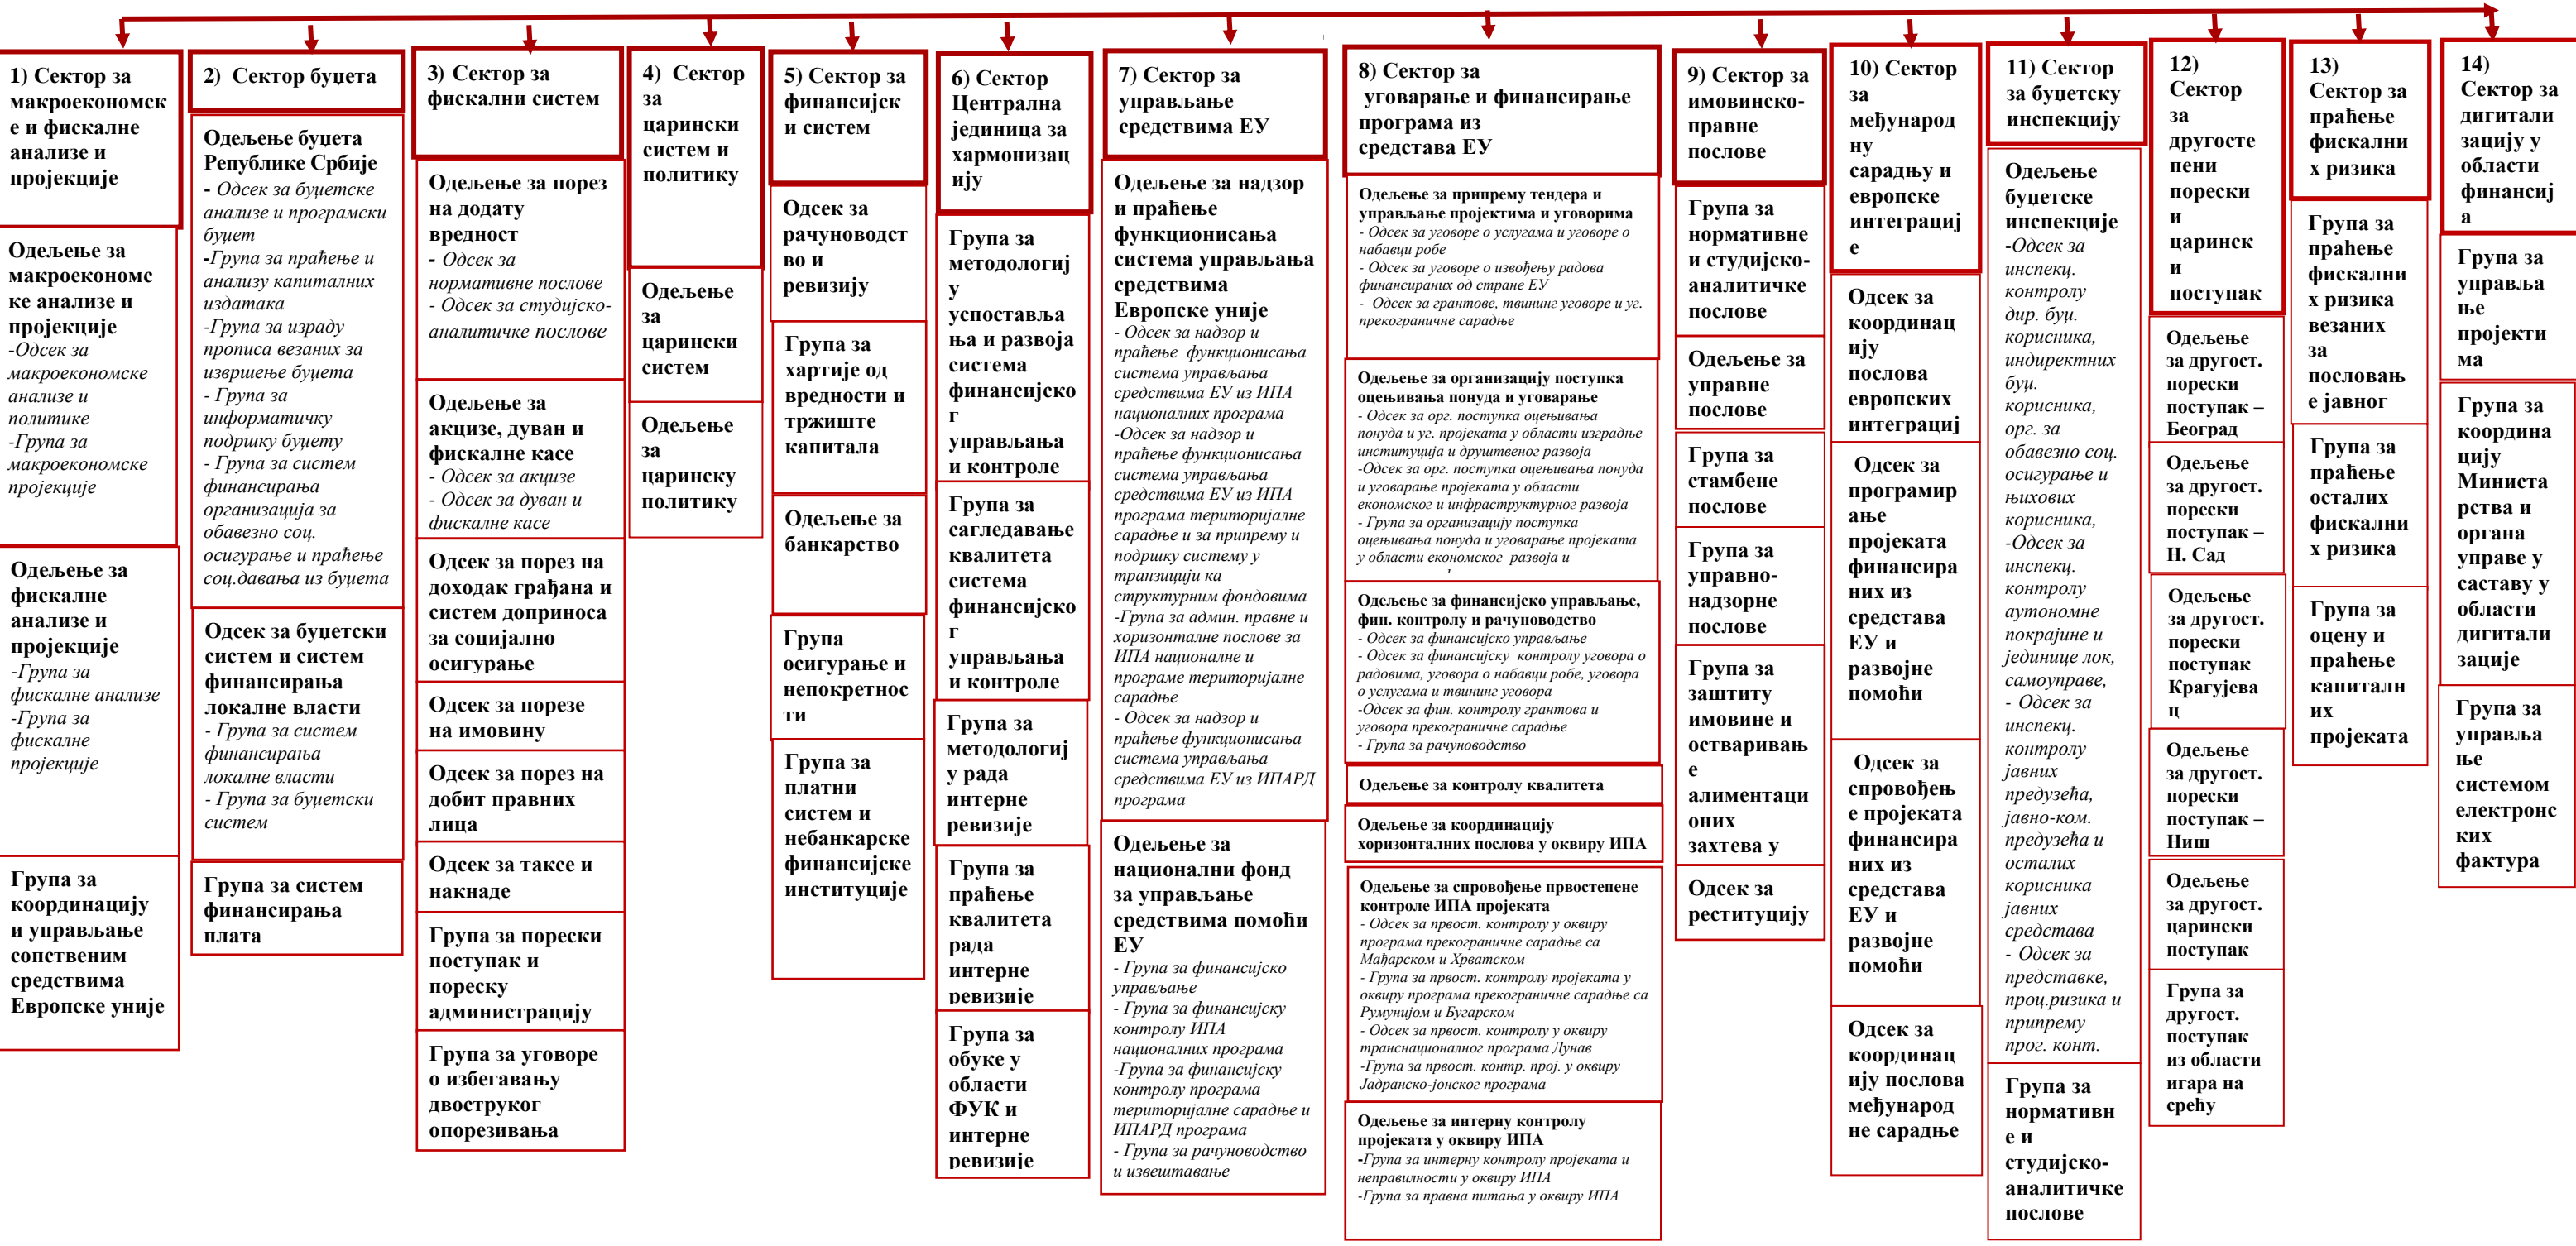 1) Сектор за
макроекономск
е и фискалне
анализе и
пројекције
Одељење за
макроекономс
ке анализе и
пројекције
-Одсек за
макроекономске
анализе и
политике
-Група за
макроекономске
пројекције
Одељење за
фискалне
анализе и
пројекције
-Група за
фискалне анализе
-Група за
фискалне
пројекције
Група за
координацију
и управљање
сопственим
средствима
Европске уније
2) Сектор буџета
Одељење буџета
Републике Србије
- Одсек за буџетске
анализе и програмски
буџет
-Група за праћење и
анализу капиталних
издатака
-Група за израду
прописа везаних за
извршење буџета
- Група за
информатичку
подршку буџету
- Група за систем
финансирања
организација за
обавезно соц.
осигурање и праћење
соц.давања из буџета
Одсек за буџетски
систем и систем
финансирања
локалне власти
- Група за систем
финансирања
локалне власти
- Група за буџетски
систем
Група за систем
финансирања
плата
3) Сектор за
фискални систем
Одељење за порез
на додату
вредност
- Одсек за
нормативне послове
- Одсек за студијско-
аналитичке послове
Одељење за
акцизе, дуван и
фискалне касе
- Одсек за акцизе
- Одсек за дуван и
фискалне касе
Одсек за порез на
доходак грађана и
систем доприноса
за социјално
осигурање
Одсек за порезе
на имовину
Одсек за порез на
добит правних
лица
Одсек за таксе и
накнаде
Група за порески
поступак и
пореску
администрацију
Група за уговоре
о избегавању
двоструког
опорезивања
4) Сектор
за
царински
систем и
политику
Одељење
за
царински
систем
Одељење
за
царинску
политику
5) Сектор за
финансијск
и систем
Одсек за
рачуноводст
во и
ревизију
Група за
хартије од
вредности и
тржиште
капитала
Одељење за
банкарство
Група
осигурање и
непокретнос
ти
Група за
платни
систем и
небанкарске
финансијске
институције
6) Сектор
Централна
јединица за
хармонизац
ију
Група за
методологиј
у
успоставља
ња и развоја
система
финансијско
г
управљања
и контроле
Група за
сагледавање
квалитета
система
финансијско
г
управљања
и контроле
Група за
методологиј
у рада
интерне
ревизије
Група за
праћење
квалитета
рада
интерне
ревизије
Група за
обуке у
области
ФУК и
интерне
ревизије
7) Сектор за
управљање
средствима ЕУ
Одељење за надзор
и праћење
функционисања
система управљања
средствима
Европске уније
- Одсек за надзор и
праћење функционисања
система управљања
средствима ЕУ из ИПА
националних програма
-Одсек за надзор и
праћење функционисања
система управљања
средствима ЕУ из ИПА
програма територијалне
сарадње и за припрему и
подршку систему у
транзицији ка
структурним фондовима
-Група за админ. правне и
хоризонталне послове за
ИПА националне и
програме територијалне
сарадње
- Одсек за надзор и
праћење функционисања
система управљања
средствима ЕУ из ИПАРД
програма
Одељење за
национални фонд
за управљање
средствима помоћи
ЕУ
- Група за финансијско
управљање
- Група за финансијску
контролу ИПА
националних програма
-Група за финансијску
контролу програма
територијалне сарадње и
ИПАРД програма
- Група за рачуноводство
и извештавање
8) Сектор за
уговарање и финансирање
програма из
средстава ЕУ
Одељење за припрему тендера и
управљање пројектима и уговорима
- Одсек за уговоре о услугама и уговоре о
набавци робе
- Одсек за уговоре о извођењу радова
финансираних од стране ЕУ
- Одсек за грантове, твининг уговоре и уг.
прекограничне сарадње
Одељење за организацију поступка
оцењивања понуда и уговарање
- Одсек за орг. поступка оцењивања
понуда и уг. пројеката у области изградње
институција и друштвеног развоја
-Одсек за орг. поступка оцењивања понуда
и уговарање пројеката у области
економског и инфраструктурног развоја
- Група за организацију поступка
оцењивања понуда и уговарање пројеката
у области економског развоја и
Одељење за финансијско управљање,
фин. контролу и рачуноводство
- Одсек за финансијско управљање
- Одсек за финансијску контролу уговора о
радовима, уговора о набавци робе, уговора
о услугама и твининг уговора
-Одсек за фин. контролу грантова и
уговора прекограничне сарадње
- Група за рачуноводство
Одељење за контролу квалитета
Одељење за координацију
хоризонталних послова у оквиру ИПА
Одељење за спровођење првостепене
контроле ИПА пројеката
- Одсек за првост. контролу у оквиру
програма прекограничне сарадње са
Мађарском и Хрватском
- Група за првост. контролу пројеката у
оквиру програма прекограничне сарадње са
Румунијом и Бугарском
- Одсек за првост. контролу у оквиру
транснационалног програма Дунав
-Група за првост. контр. прој. у оквиру
Јадранско-јонског програма
Одељење за интерну контролу
пројеката у оквиру ИПА
-Група за интерну контролу пројеката и
неправилности у оквиру ИПА
-Група за правна питања у оквиру ИПА
9) Сектор за
имовинско-
правне
послове
Група за
нормативне
и студијско-
аналитичке
послове
Одељење за
управне
послове
Група за
стамбене
послове
Група за
управно-
надзорне
послове
Група за
заштиту
имовине и
остваривањ
е
алиментаци
оних
захтева у
Одсек за
реституцију
10) Сектор
за
међународ
ну
сарадњу и
европске
интеграциј
е
Одсек за
координац
ију
послова
европских
интеграциј
Одсек за
програмир
ање
пројеката
финансира
них из
средстава
ЕУ и
развојне
помоћи
Одсек за
спровођењ
е пројеката
финансира
них из
средстава
ЕУ и
развојне
помоћи
Одсек за
координац
ију послова
међународ
не сарадње
11) Сектор
за буџетску
инспекцију
Одељење
буџетске
инспекције
-Одсек за
инспекц.
контролу
дир. буџ.
корисника,
индиректних
буџ.
корисника,
орг. за
обавезно соц.
осигурање и
њихових
корисника,
-Одсек за
инспекц.
контролу
аутономне
покрајине и
јединице лок,
самоуправе,
- Одсек за
инспекц.
контролу
јавних
предузећа,
јавно-ком.
предузећа и
осталих
корисника
јавних
средстава
- Одсек за
представке,
проц.ризика и
припрему
прог. конт.
Група за
нормативн
е и
студијско-
аналитичке
послове
12)
Сектор
за
другосте
пени
порески
и
царинск
и
поступак
Одељење
за другост.
порески
поступак –
Београд
Одељење
за другост.
порески
поступак –
Н. Сад
Одељење
за другост.
порески
поступак
Крагујева
ц
Одељење
за другост.
порески
поступак –
Ниш
Одељење
за другост.
царински
поступак
Група за
другост.
поступак
из области
игара на
срећу
13)
Сектор за
праћење
фискални
х ризика
Група за
праћење
фискални
х ризика
везаних
за
пословањ
е јавног
Група за
праћење
осталих
фискални
х ризика
Група за
оцену и
праћење
капиталн
их
пројеката
14)
Сектор за
дигитали
зацију у
области
финансиј
а
Група за
управља
ње
пројекти
ма
Група за
координа
цију
Министа
рства и
органа
управе у
саставу у
области
дигитали
зације
Група за
управља
ње
системом
електронс
ких
фактура